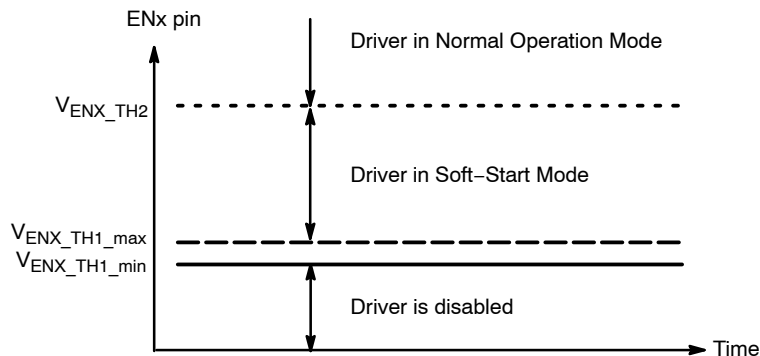 ENx pin
Driver in Normal Operation Mode
VENX_TH2
Driver in Soft−Start Mode
VENX_TH1_max
VENX_TH1_min
Driver is disabled
Time